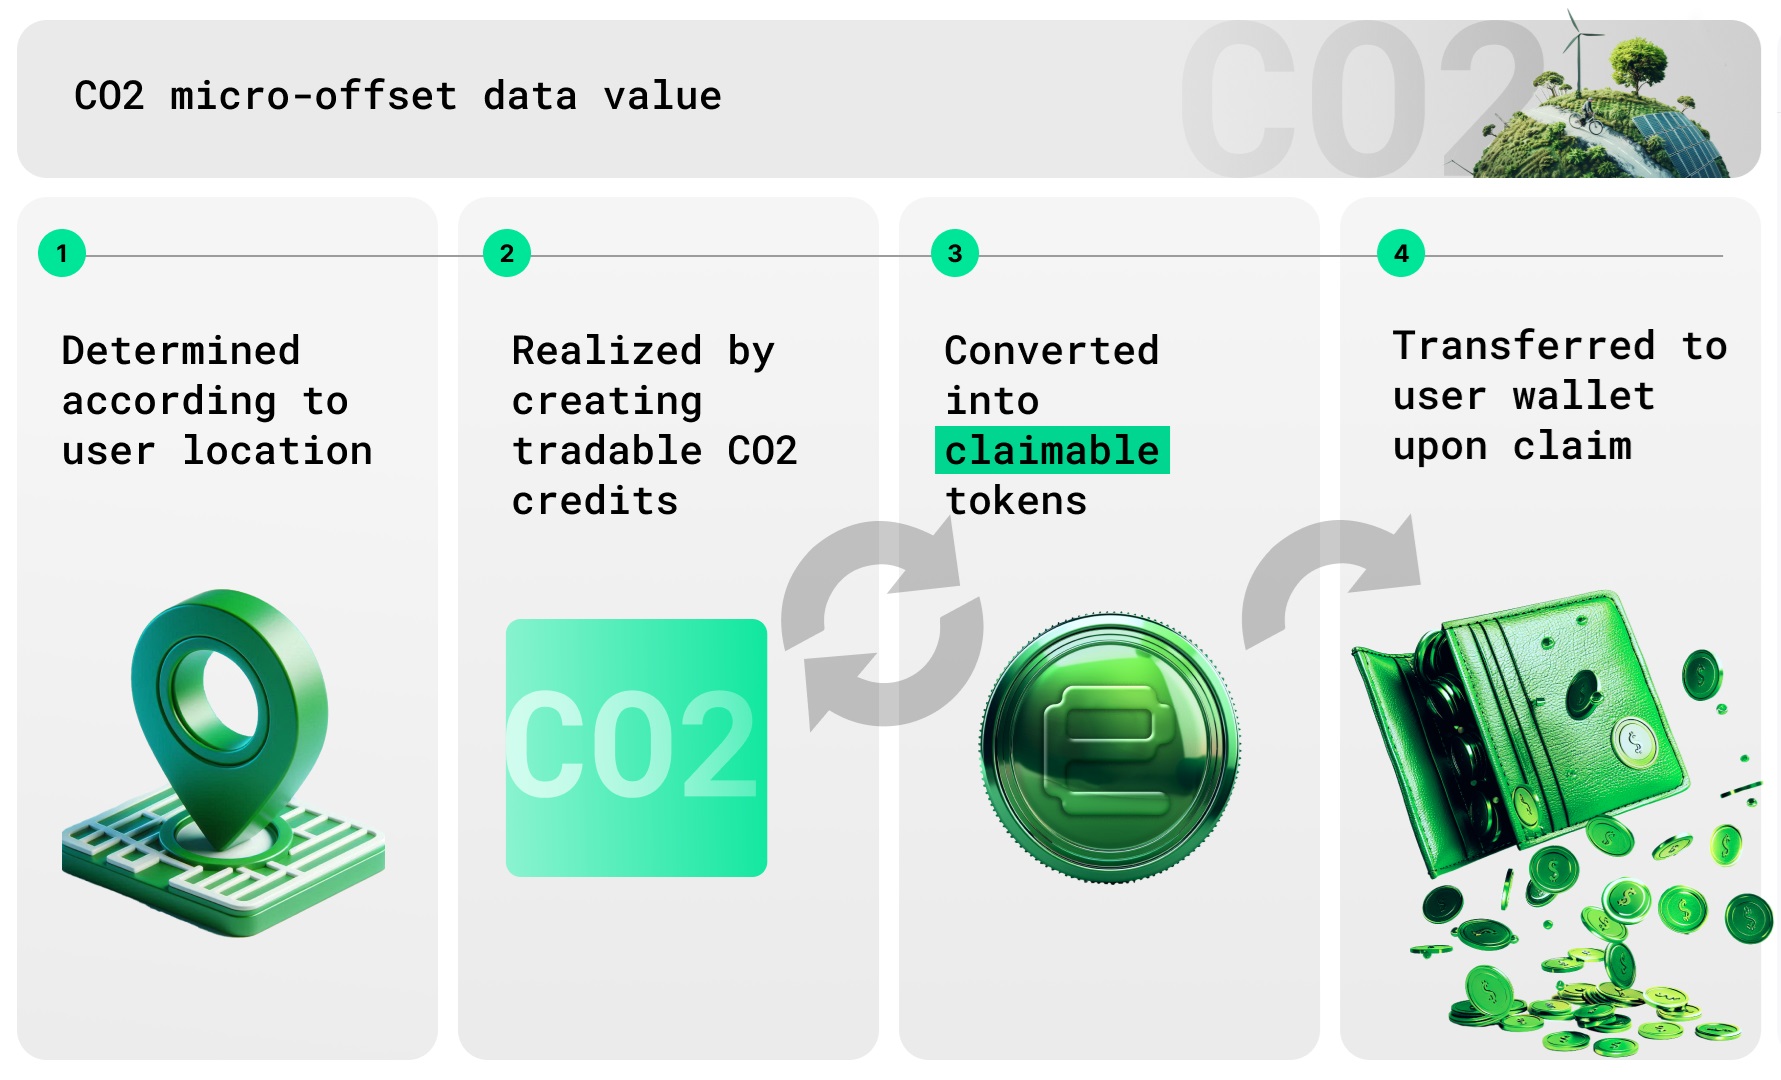 CO2 micro-offset data value
CO2
1
Determined
according to
user location
2
Realized by
creating
tradable CO2
credits
CO2
3
Converted
into
claimable
tokens
4
Transferred to
user wallet
upon claim